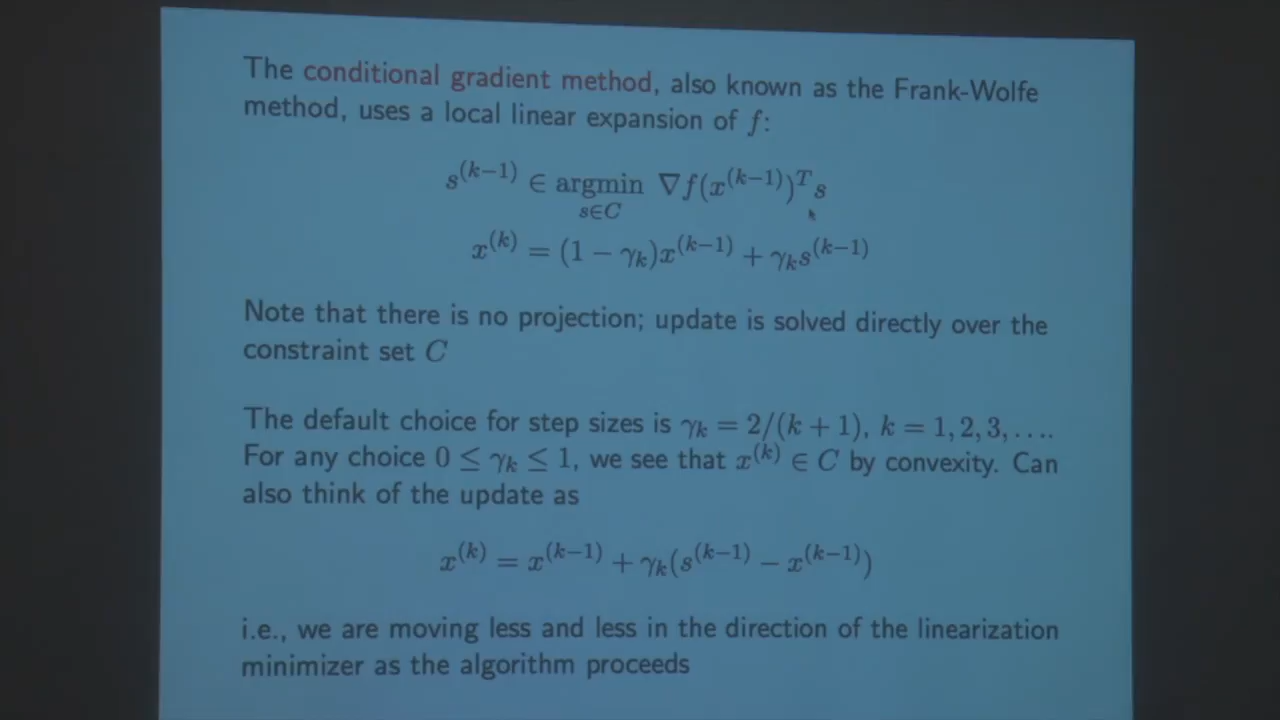 The conditional gradient method, also known as the Frank-Wolfe
method, uses a local linear expansion of f:
s^(k−1) ∈ argmin ∇f(x^(k−1))^T s
s∈C
x^(k) = (1 − γ_k)x^(k−1) + γ_k s^(k−1)
Note that there is no projection; update is solved directly over the
constraint set C
The default choice for step sizes is γ_k = 2/(k + 1), k = 1, 2, 3, ….
For any choice 0 ≤ γ_k ≤ 1, we see that x^(k) ∈ C by convexity. Can
also think of the update as
x^(k) = x^(k−1) + γ_k(s^(k−1) − x^(k−1))
i.e., we are moving less and less in the direction of the linearization
minimizer as the algorithm proceeds